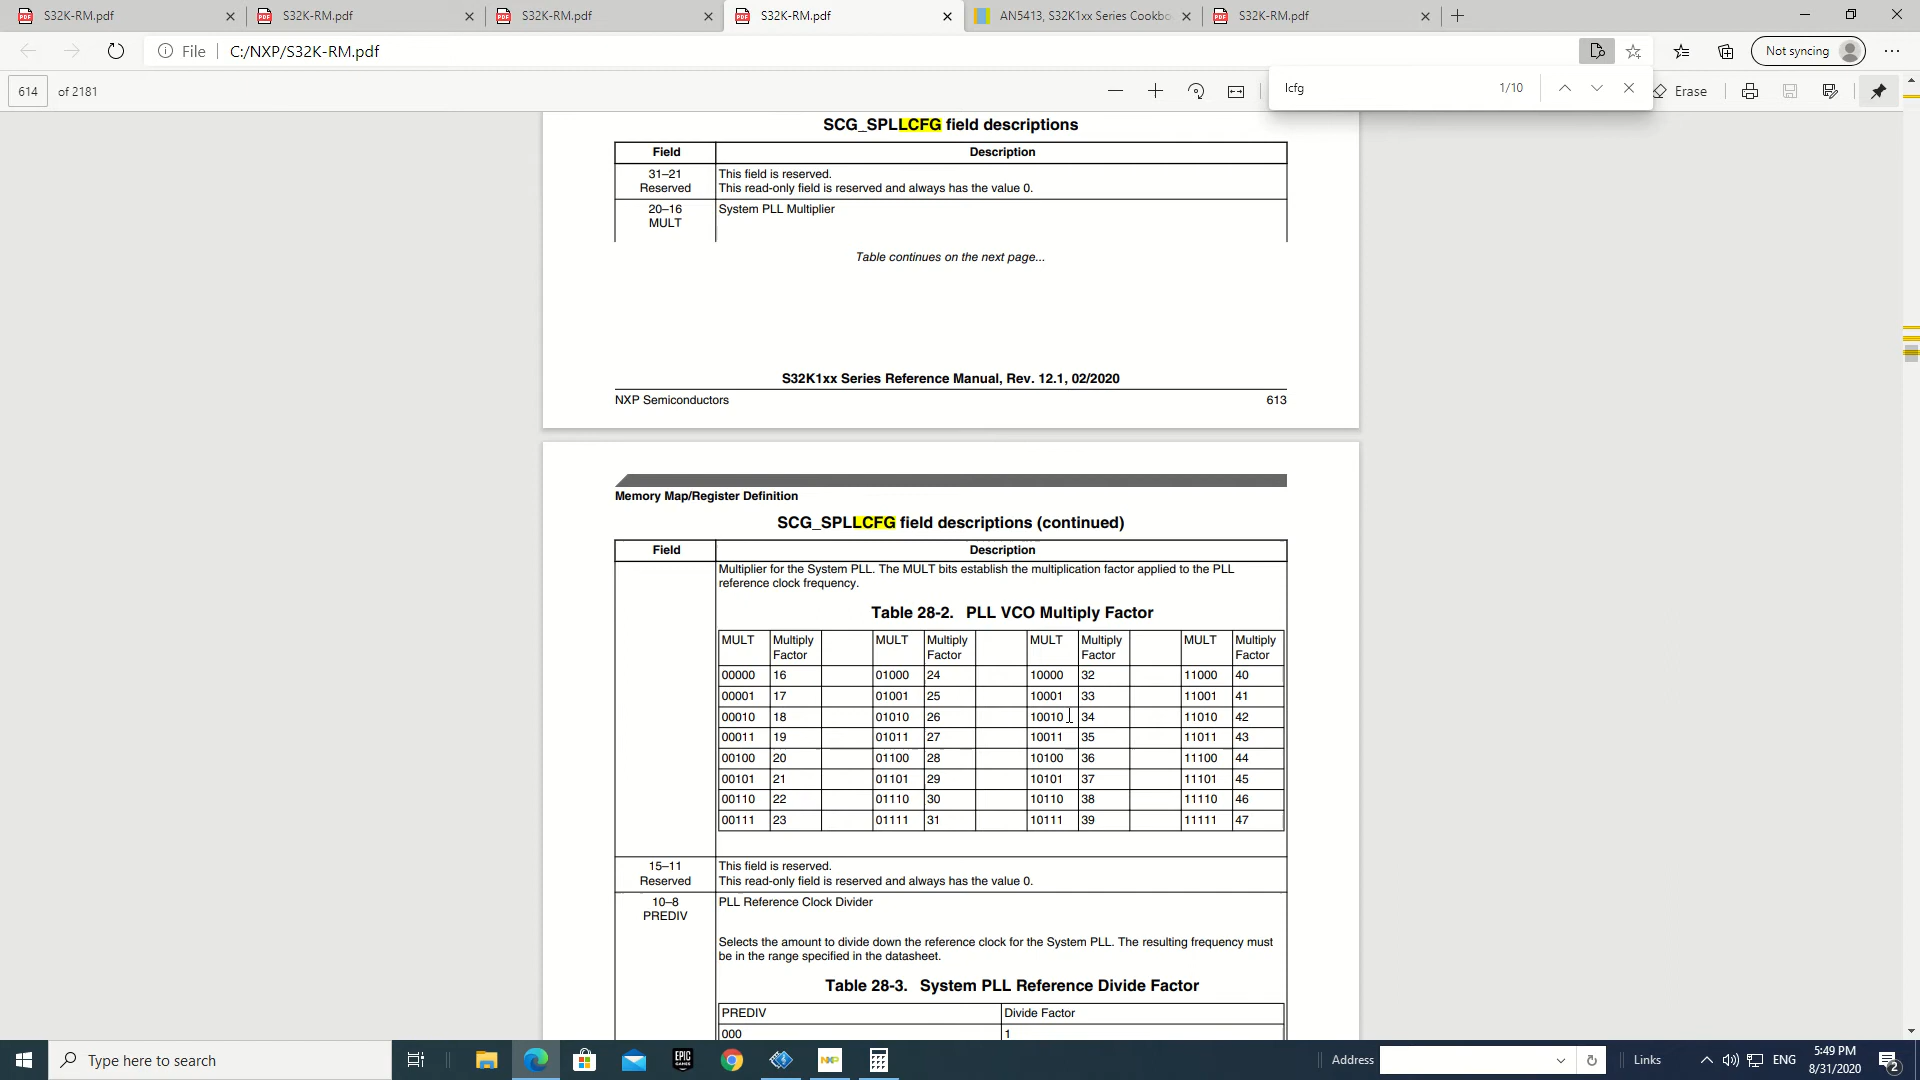 S32K-RM.pdf
S32K-RM.pdf
S32K-RM.pdf
S32K-RM.pdf
AN5413, S32K1xx Series Cookbo
S32K-RM.pdf
File
C:/NXP/S32K-RM.pdf
Not syncing
614 of 2181
lcfg 1/10
Erase
SCG_SPLLCFG field descriptions
Field Description
31–21 This field is reserved.
Reserved This read-only field is reserved and always has the value 0.
20–16 System PLL Multiplier
MULT
Table continues on the next page...
S32K1xx Series Reference Manual, Rev. 12.1, 02/2020
NXP Semiconductors 613
Memory Map/Register Definition
SCG_SPLLCFG field descriptions (continued)
Field Description
Multiplier for the System PLL. The MULT bits establish the multiplication factor applied to the PLL
reference clock frequency.
Table 28-2. PLL VCO Multiply Factor
MULT Multiply MULT Multiply MULT Multiply MULT Multiply
Factor Factor Factor Factor
00000 16 01000 24 10000 32 11000 40
00001 17 01001 25 10001 33 11001 41
00010 18 01010 26 10010 34 11010 42
00011 19 01011 27 10011 35 11011 43
00100 20 01100 28 10100 36 11100 44
00101 21 01101 29 10101 37 11101 45
00110 22 01110 30 10110 38 11110 46
00111 23 01111 31 10111 39 11111 47
15–11 This field is reserved.
Reserved This read-only field is reserved and always has the value 0.
10–8 PLL Reference Clock Divider
PREDIV
Selects the amount to divide down the reference clock for the System PLL. The resulting frequency must
be in the range specified in the datasheet.
Table 28-3. System PLL Reference Divide Factor
PREDIV Divide Factor
000 1
Type here to search
EPIC GAMES
NXP
Address
Links
ENG
5:49 PM
8/31/2020
2